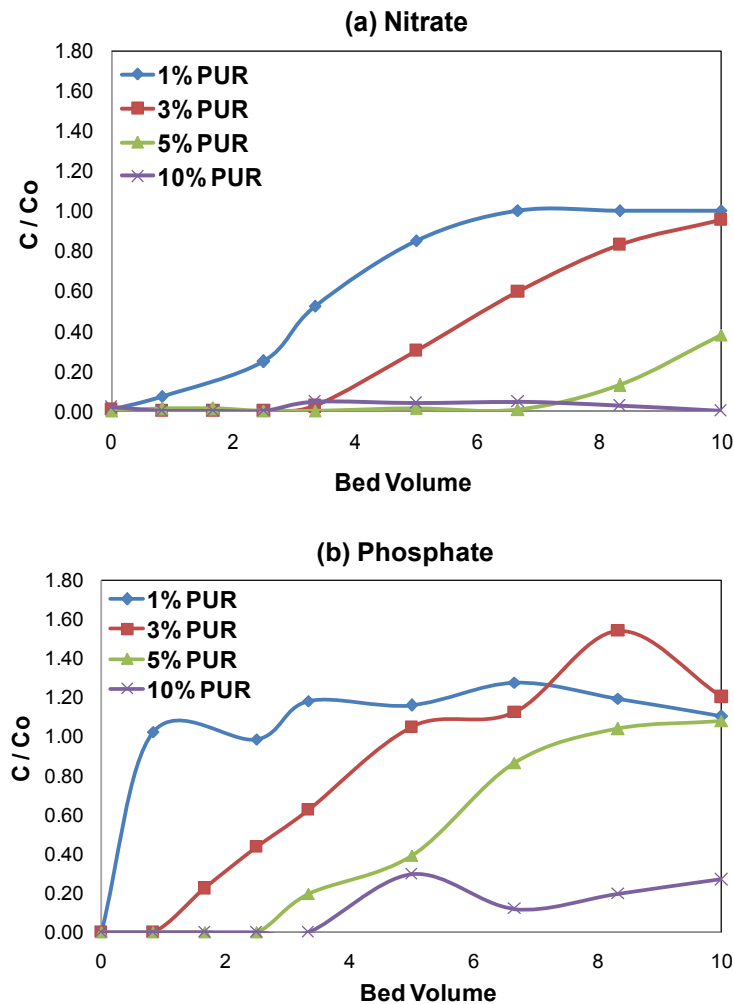 (a) Nitrate
1.80
1.60
1.40
1.20
1.00
0.80
0.60
0.40
0.20
0.00
C / Co
1% PUR
3% PUR
5% PUR
10% PUR
0 2 4 6 8 10
Bed Volume
(b) Phosphate
1.80
1.60
1.40
1.20
1.00
0.80
0.60
0.40
0.20
0.00
C / Co
1% PUR
3% PUR
5% PUR
10% PUR
0 2 4 6 8 10
Bed Volume